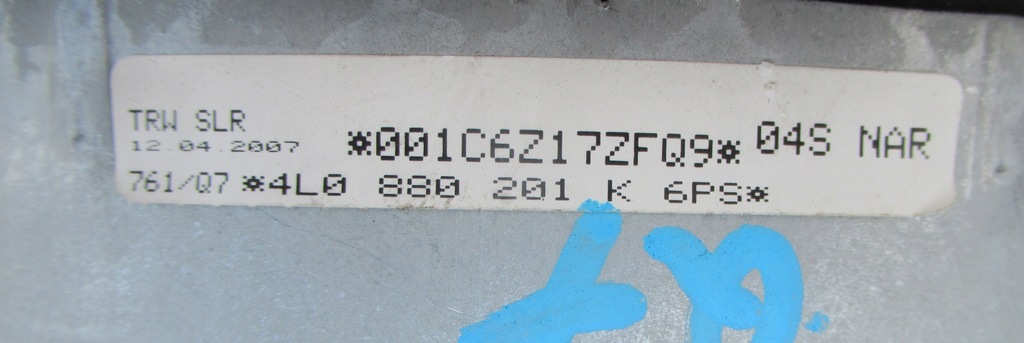 TRW SLR
12.04.2007 *001C6Z17ZFQ9* 04S NAR
761/Q7 *4L0 880 201 K 6PS*